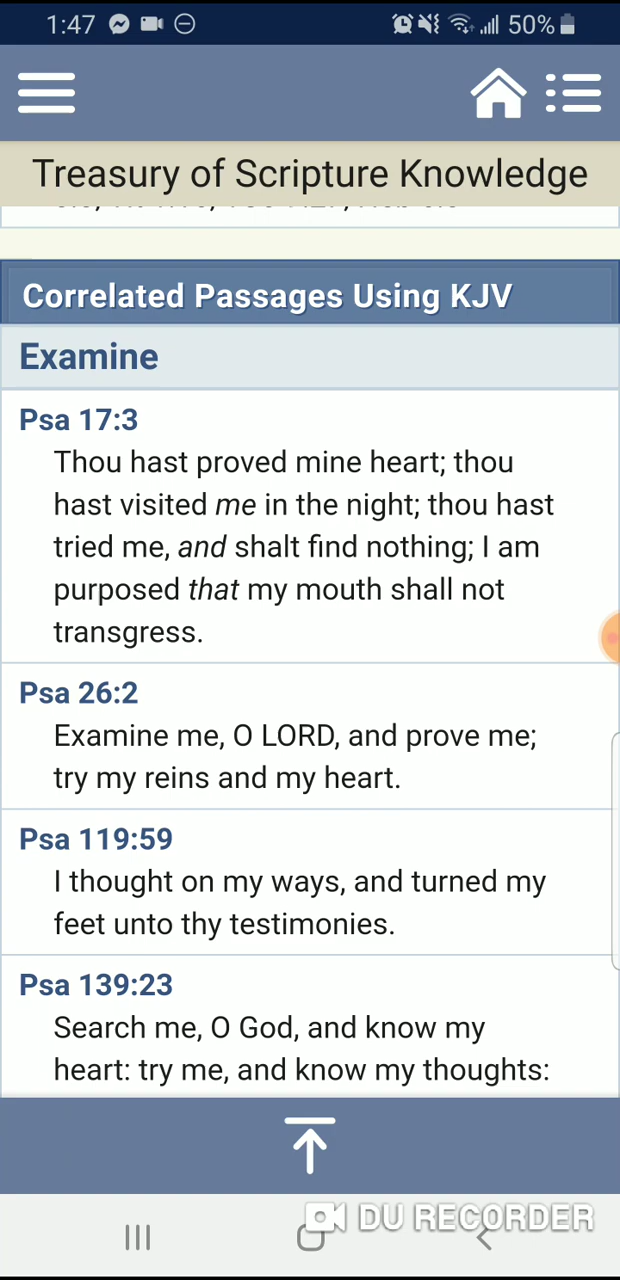 1:47
50%
Treasury of Scripture Knowledge
Correlated Passages Using KJV
Examine
Psa 17:3
Thou hast proved mine heart; thou
hast visited me in the night; thou hast
tried me, and shalt find nothing; I am
purposed that my mouth shall not
transgress.
Psa 26:2
Examine me, O LORD, and prove me;
try my reins and my heart.
Psa 119:59
I thought on my ways, and turned my
feet unto thy testimonies.
Psa 139:23
Search me, O God, and know my
heart: try me, and know my thoughts:
DU RECORDER